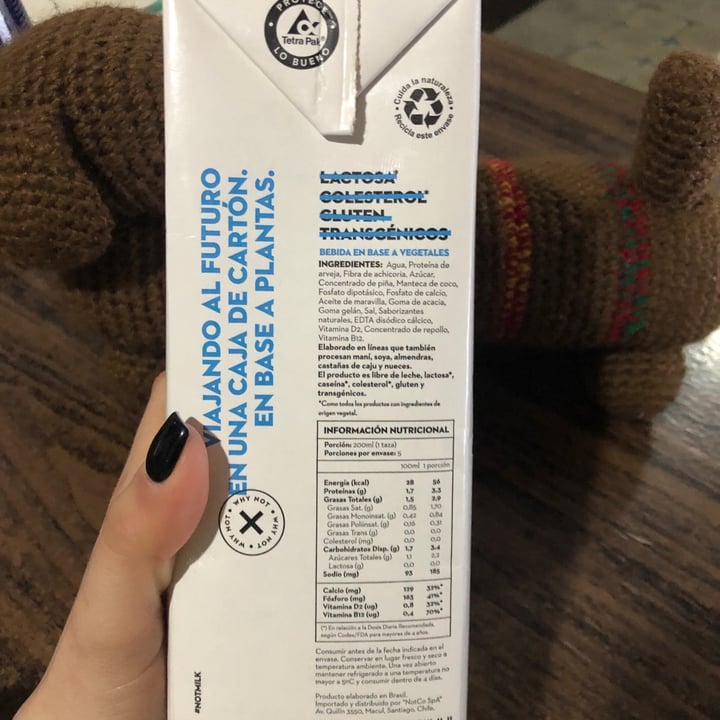 PROTEGE
Tetra Pak®
LO BUENO
Cuida la naturaleza.
Recicla este envase
VIAJANDO AL FUTURO
EN UNA CAJA DE CARTÓN.
EN BASE A PLANTAS.
WHY NOT • WHY NOT • WHY NOT •
#NOTMILK
LACTOSA*
COLESTEROL*
GLUTEN
TRANSGÉNICOS
BEBIDA EN BASE A VEGETALES
INGREDIENTES: Agua, Proteína de
arveja, Fibra de achicoria, Azúcar,
Concentrado de piña, Manteca de coco,
Fosfato dipotásico, Fosfato de calcio,
Aceite de maravilla, Goma de acacia,
Goma gelán, Sal, Saborizantes
naturales, EDTA disódico cálcico,
Vitamina D2, Concentrado de repollo,
Vitamina B12.
Elaborado en líneas que también
procesan maní, soya, almendras,
castañas de caju y nueces.
El producto es libre de leche, lactosa*,
caseína*, colesterol*, gluten y
transgénicos.
*Como todos los productos con ingredientes de
origen vegetal.
INFORMACIÓN NUTRICIONAL
Porción: 200ml (1 taza)
Porciones por envase: 5
100ml 1 porción
Energía (kcal) 28 56
Proteínas (g) 1,7 3,3
Grasas Totales (g) 1,5 2,9
Grasas Sat. (g) 0,85 1,70
Grasas Monoinsat. (g) 0,42 0,84
Grasas Poliinsat. (g) 0,16 0,31
Grasas Trans (g) 0,0 0,0
Colesterol (mg) 0,0 0,0
Carbohidratos Disp. (g) 1,7 3,4
Azúcares Totales (g) 1,1 2,2
Lactosa (g) 0,0 0,0
Sodio (mg) 93 185
Calcio (mg) 129 32%*
Fósforo (mg) 163 41%*
Vitamina D2 (ug) 0,8 32%*
Vitamina B12 (ug) 0,4 70%*
(*) En relación a la Dosis Diaria Recomendada,
según Codex/FDA para mayores de 4 años.
Consumir antes de la fecha indicada en el
envase. Conservar en lugar fresco y seco a
temperatura ambiente. Una vez abierto
mantener refrigerado a una temperatura no
mayor a 5ºC y consumir dentro de 4 días.
Producto elaborado en Brasil.
Importado y distribuido por "NotCo SpA"
Av. Quilín 3550, Macul, Santiago, Chile.